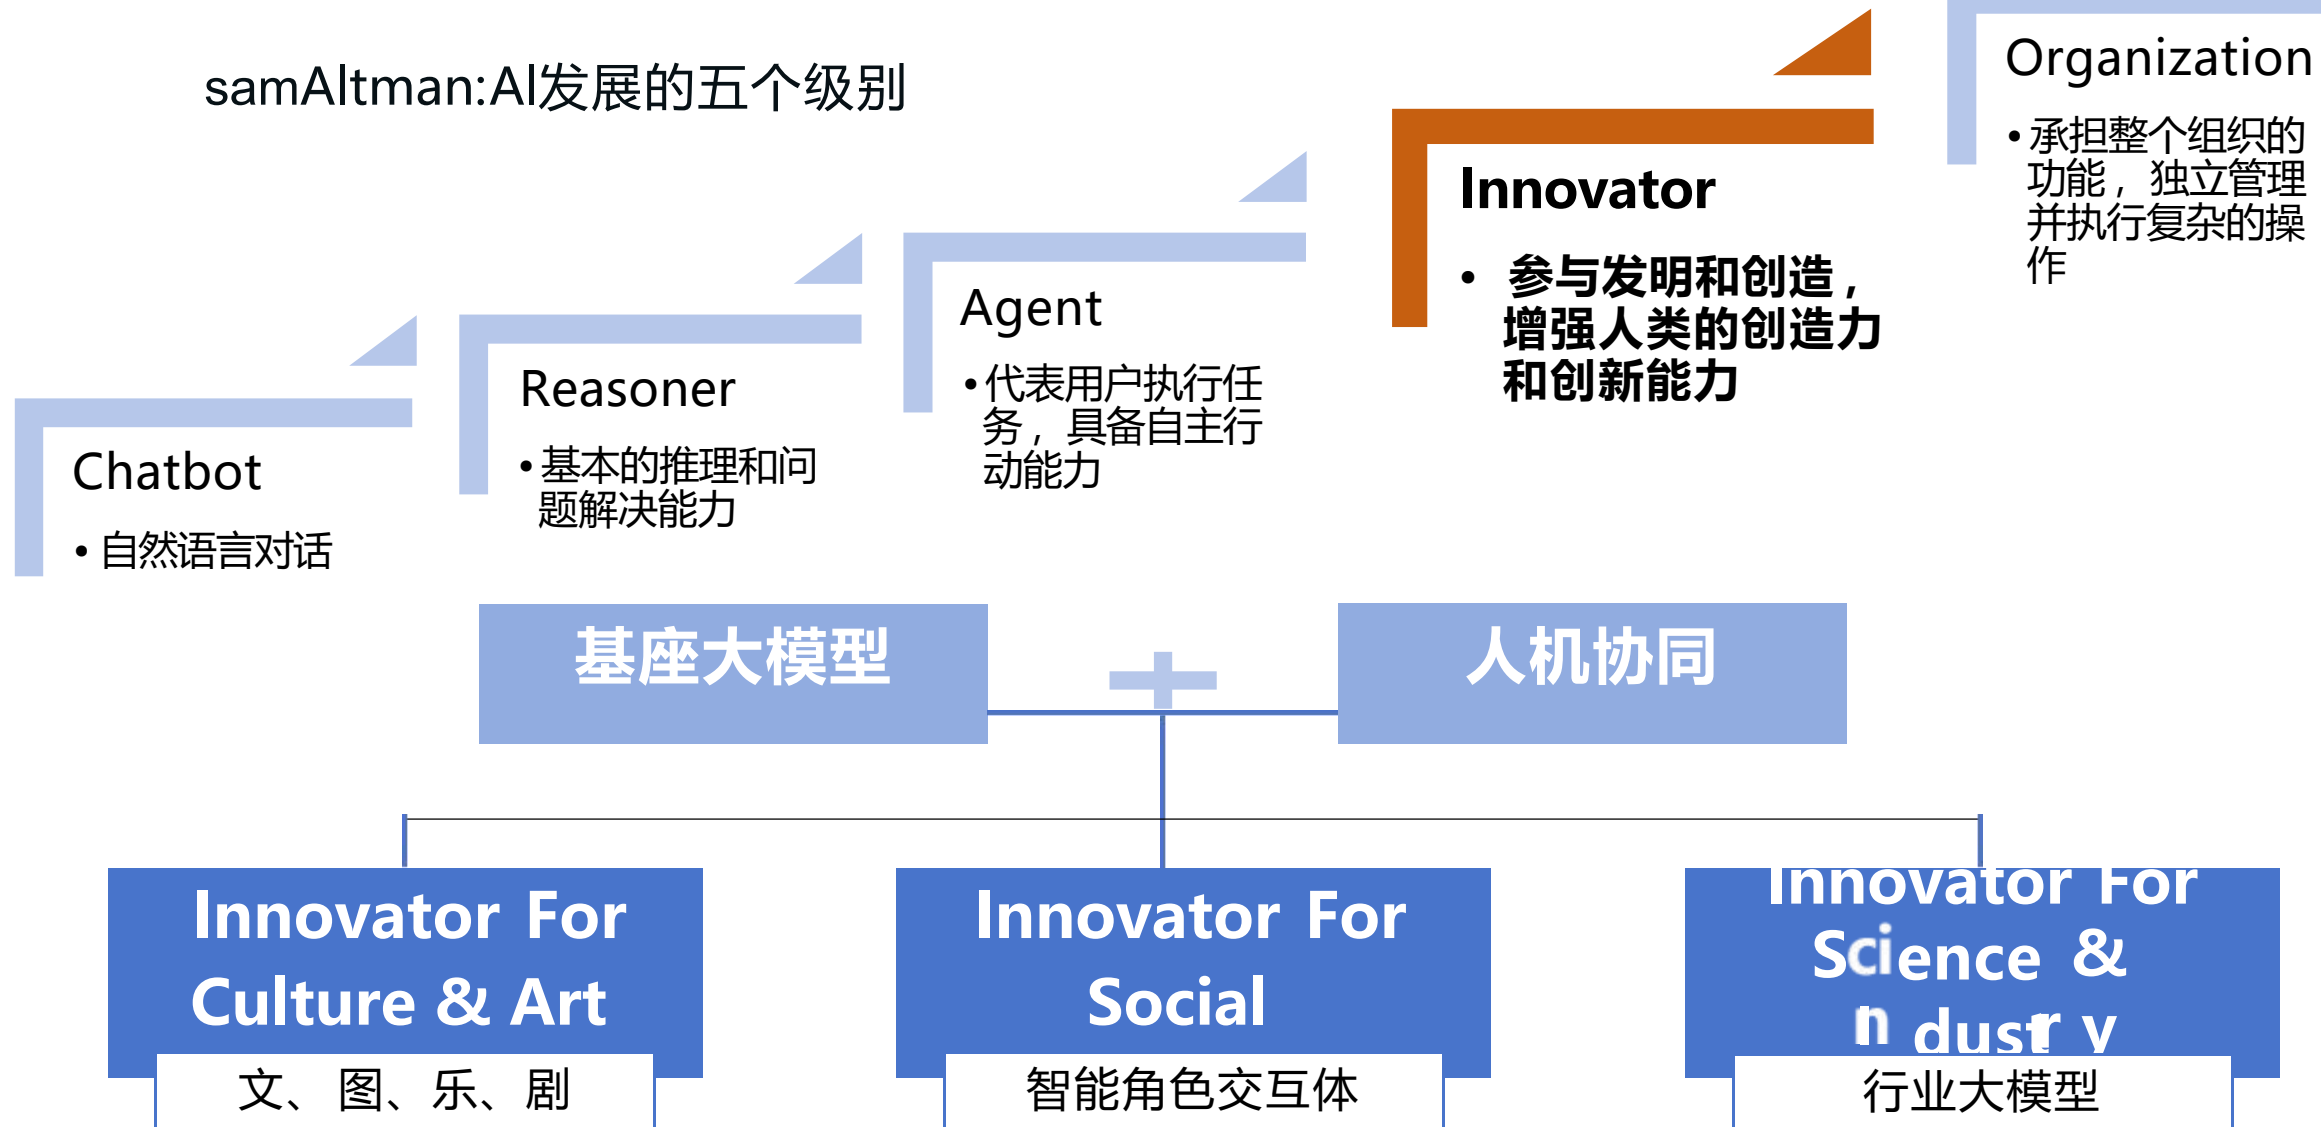 samAltman:AI发展的五个级别
Chatbot
• 自然语言对话
Reasoner
• 基本的推理和问
题解决能力
Agent
• 代表用户执行任
务，具备自主行
动能力
Innovator
• 参与发明和创造，
增强人类的创造力
和创新能力
Organization
• 承担整个组织的
功能，独立管理
并执行复杂的操
作
基座大模型
人机协同
Innovator For
Culture & Art
文、图、乐、剧
Innovator For
Social
智能角色交互体
Innovator For
Science &
n dustry
行业大模型